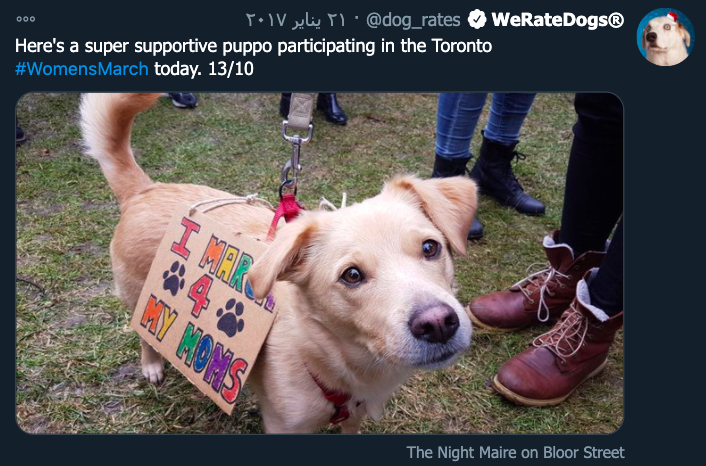 WeRateDogs® @dog_rates · ٢١ يناير ٢٠١٧
Here's a super supportive puppo participating in the Toronto
#WomensMarch today. 13/10
I MARC
4
MY MOMS
The Night Maire on Bloor Street